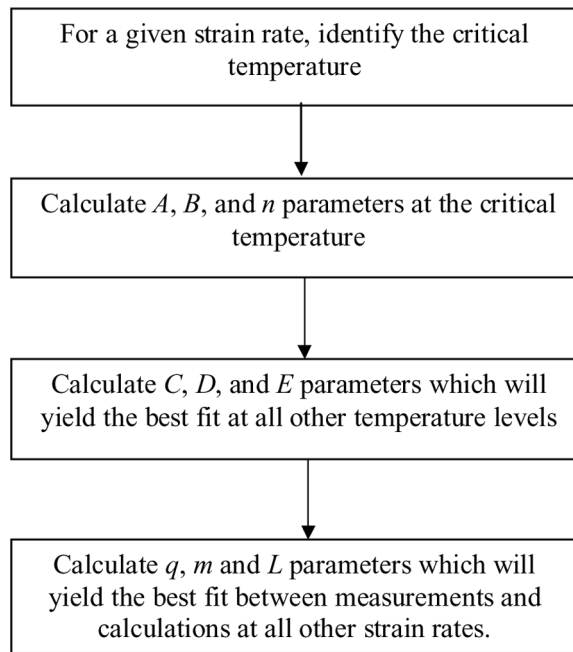 For a given strain rate, identify the critical
temperature
Calculate A, B, and n parameters at the critical
temperature
Calculate C, D, and E parameters which will
yield the best fit at all other temperature levels
Calculate q, m and L parameters which will
yield the best fit between measurements and
calculations at all other strain rates.